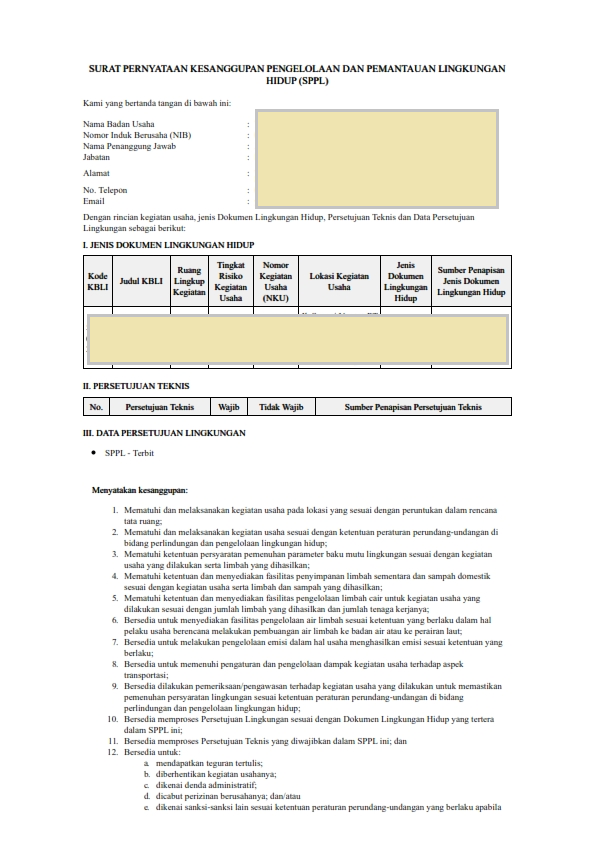 SURAT PERNYATAAN KESANGGUPAN PENGELOLAAN DAN PEMANTAUAN LINGKUNGAN
HIDUP (SPPL)
Kami yang bertanda tangan di bawah ini:
Nama Badan Usaha :
Nomor Induk Berusaha (NIB) :
Nama Penanggung Jawab :
Jabatan :
Alamat :
No. Telepon :
Email :
Dengan rincian kegiatan usaha, jenis Dokumen Lingkungan Hidup, Persetujuan Teknis dan Data Persetujuan
Lingkungan sebagai berikut:
I. JENIS DOKUMEN LINGKUNGAN HIDUP
Kode KBLI | Judul KBLI | Ruang Lingkup Kegiatan | Tingkat Risiko Kegiatan Usaha | Nomor Kegiatan Usaha (NKU) | Lokasi Kegiatan Usaha | Jenis Dokumen Lingkungan Hidup | Sumber Penapisan Jenis Dokumen Lingkungan Hidup
II. PERSETUJUAN TEKNIS
No. | Persetujuan Teknis | Wajib | Tidak Wajib | Sumber Penapisan Persetujuan Teknis
III. DATA PERSETUJUAN LINGKUNGAN
• SPPL - Terbit
Menyatakan kesanggupan:
1. Mematuhi dan melaksanakan kegiatan usaha pada lokasi yang sesuai dengan peruntukan dalam rencana
tata ruang;
2. Mematuhi dan melaksanakan kegiatan usaha sesuai dengan ketentuan peraturan perundang-undangan di
bidang perlindungan dan pengelolaan lingkungan hidup;
3. Mematuhi ketentuan persyaratan pemenuhan parameter baku mutu lingkungan sesuai dengan kegiatan
usaha yang dilakukan serta limbah yang dihasilkan;
4. Mematuhi ketentuan dan menyediakan fasilitas penyimpanan limbah sementara dan sampah domestik
sesuai dengan kegiatan usaha serta limbah dan sampah yang dihasilkan;
5. Mematuhi ketentuan dan menyediakan fasilitas pengelolaan limbah cair untuk kegiatan usaha yang
dilakukan sesuai dengan jumlah limbah yang dihasilkan dan jumlah tenaga kerjanya;
6. Bersedia untuk menyediakan fasilitas pengelolaan air limbah sesuai ketentuan yang berlaku dalam hal
pelaku usaha berencana melakukan pembuangan air limbah ke badan air atau ke perairan laut;
7. Bersedia untuk melakukan pengelolaan emisi dalam hal usaha menghasilkan emisi sesuai ketentuan yang
berlaku;
8. Bersedia untuk memenuhi pengaturan dan pengelolaan dampak kegiatan usaha terhadap aspek
transportasi;
9. Bersedia dilakukan pemeriksaan/pengawasan terhadap kegiatan usaha yang dilakukan untuk memastikan
pemenuhan persyaratan lingkungan sesuai ketentuan peraturan perundang-undangan di bidang
perlindungan dan pengelolaan lingkungan hidup;
10. Bersedia memproses Persetujuan Lingkungan sesuai dengan Dokumen Lingkungan Hidup yang tertera
dalam SPPL ini;
11. Bersedia memproses Persetujuan Teknis yang diwajibkan dalam SPPL ini; dan
12. Bersedia untuk:
a. mendapatkan teguran tertulis;
b. diberhentikan kegiatan usahanya;
c. dikenai denda administratif;
d. dicabut perizinan berusahanya; dan/atau
e. dikenai sanksi-sanksi lain sesuai ketentuan peraturan perundang-undangan yang berlaku apabila